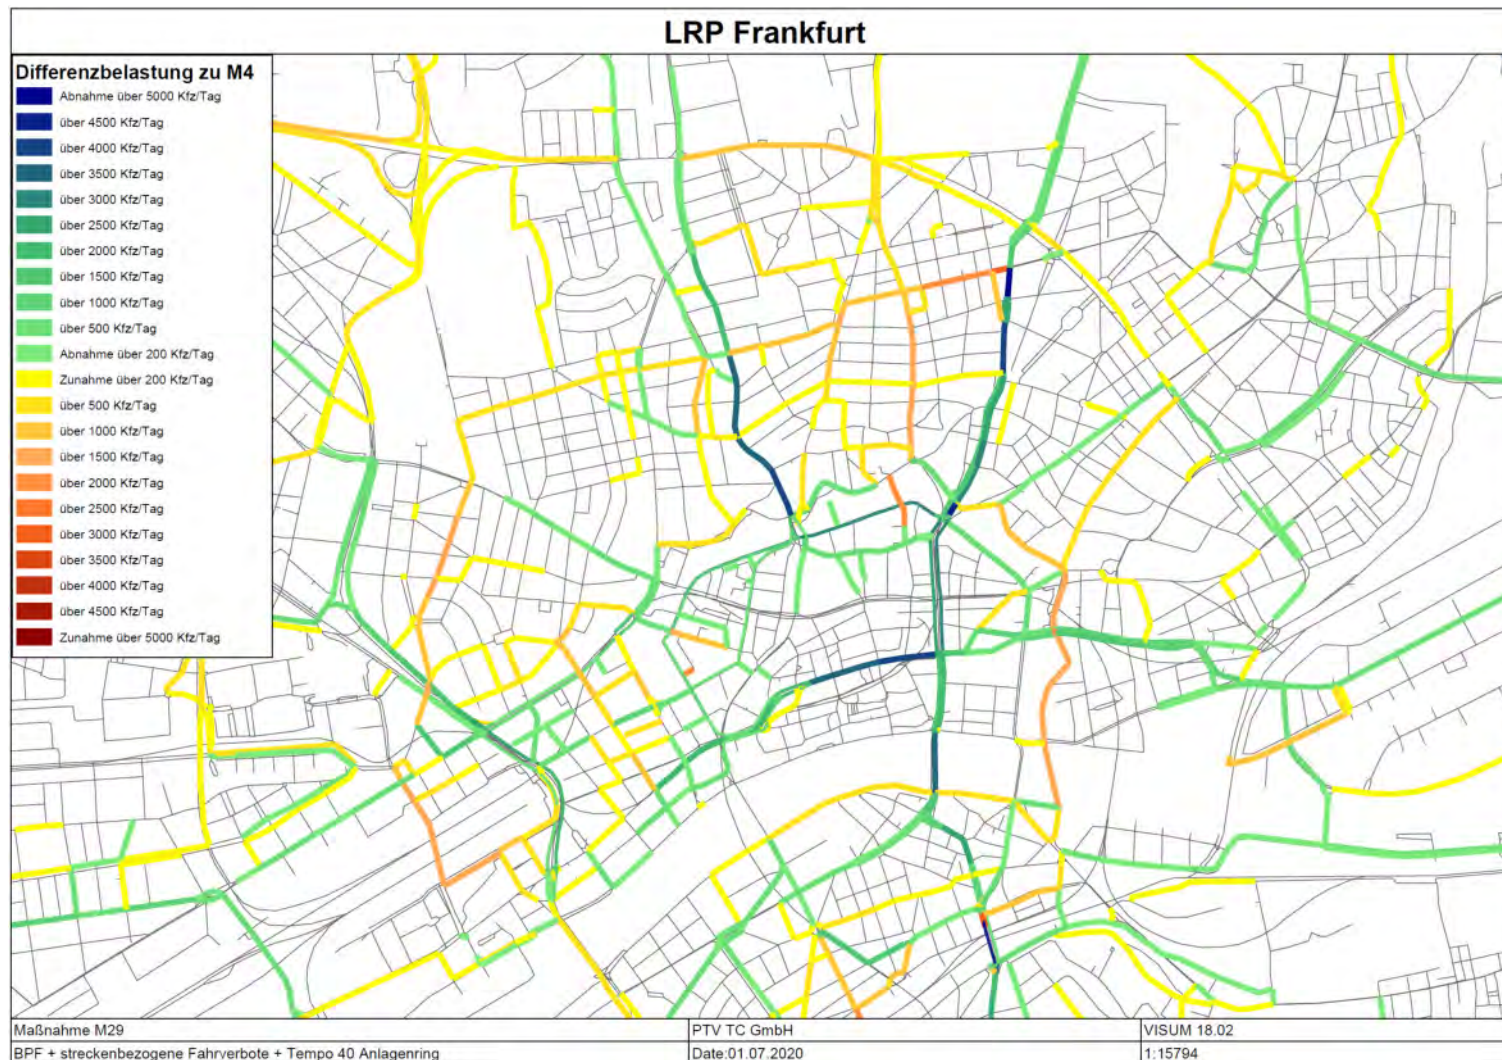 LRP Frankfurt
Differenzbelastung zu M4
Abnahme über 5000 Kfz/Tag
über 4500 Kfz/Tag
über 4000 Kfz/Tag
über 3500 Kfz/Tag
über 3000 Kfz/Tag
über 2500 Kfz/Tag
über 2000 Kfz/Tag
über 1500 Kfz/Tag
über 1000 Kfz/Tag
über 500 Kfz/Tag
Abnahme über 200 Kfz/Tag
Zunahme über 200 Kfz/Tag
über 500 Kfz/Tag
über 1000 Kfz/Tag
über 1500 Kfz/Tag
über 2000 Kfz/Tag
über 2500 Kfz/Tag
über 3000 Kfz/Tag
über 3500 Kfz/Tag
über 4000 Kfz/Tag
über 4500 Kfz/Tag
Zunahme über 5000 Kfz/Tag
Maßnahme M29
PTV TC GmbH
VISUM 18.02
BPF + streckenbezogene Fahrverbote + Tempo 40 Anlagenring
Date:01.07.2020
1:15794